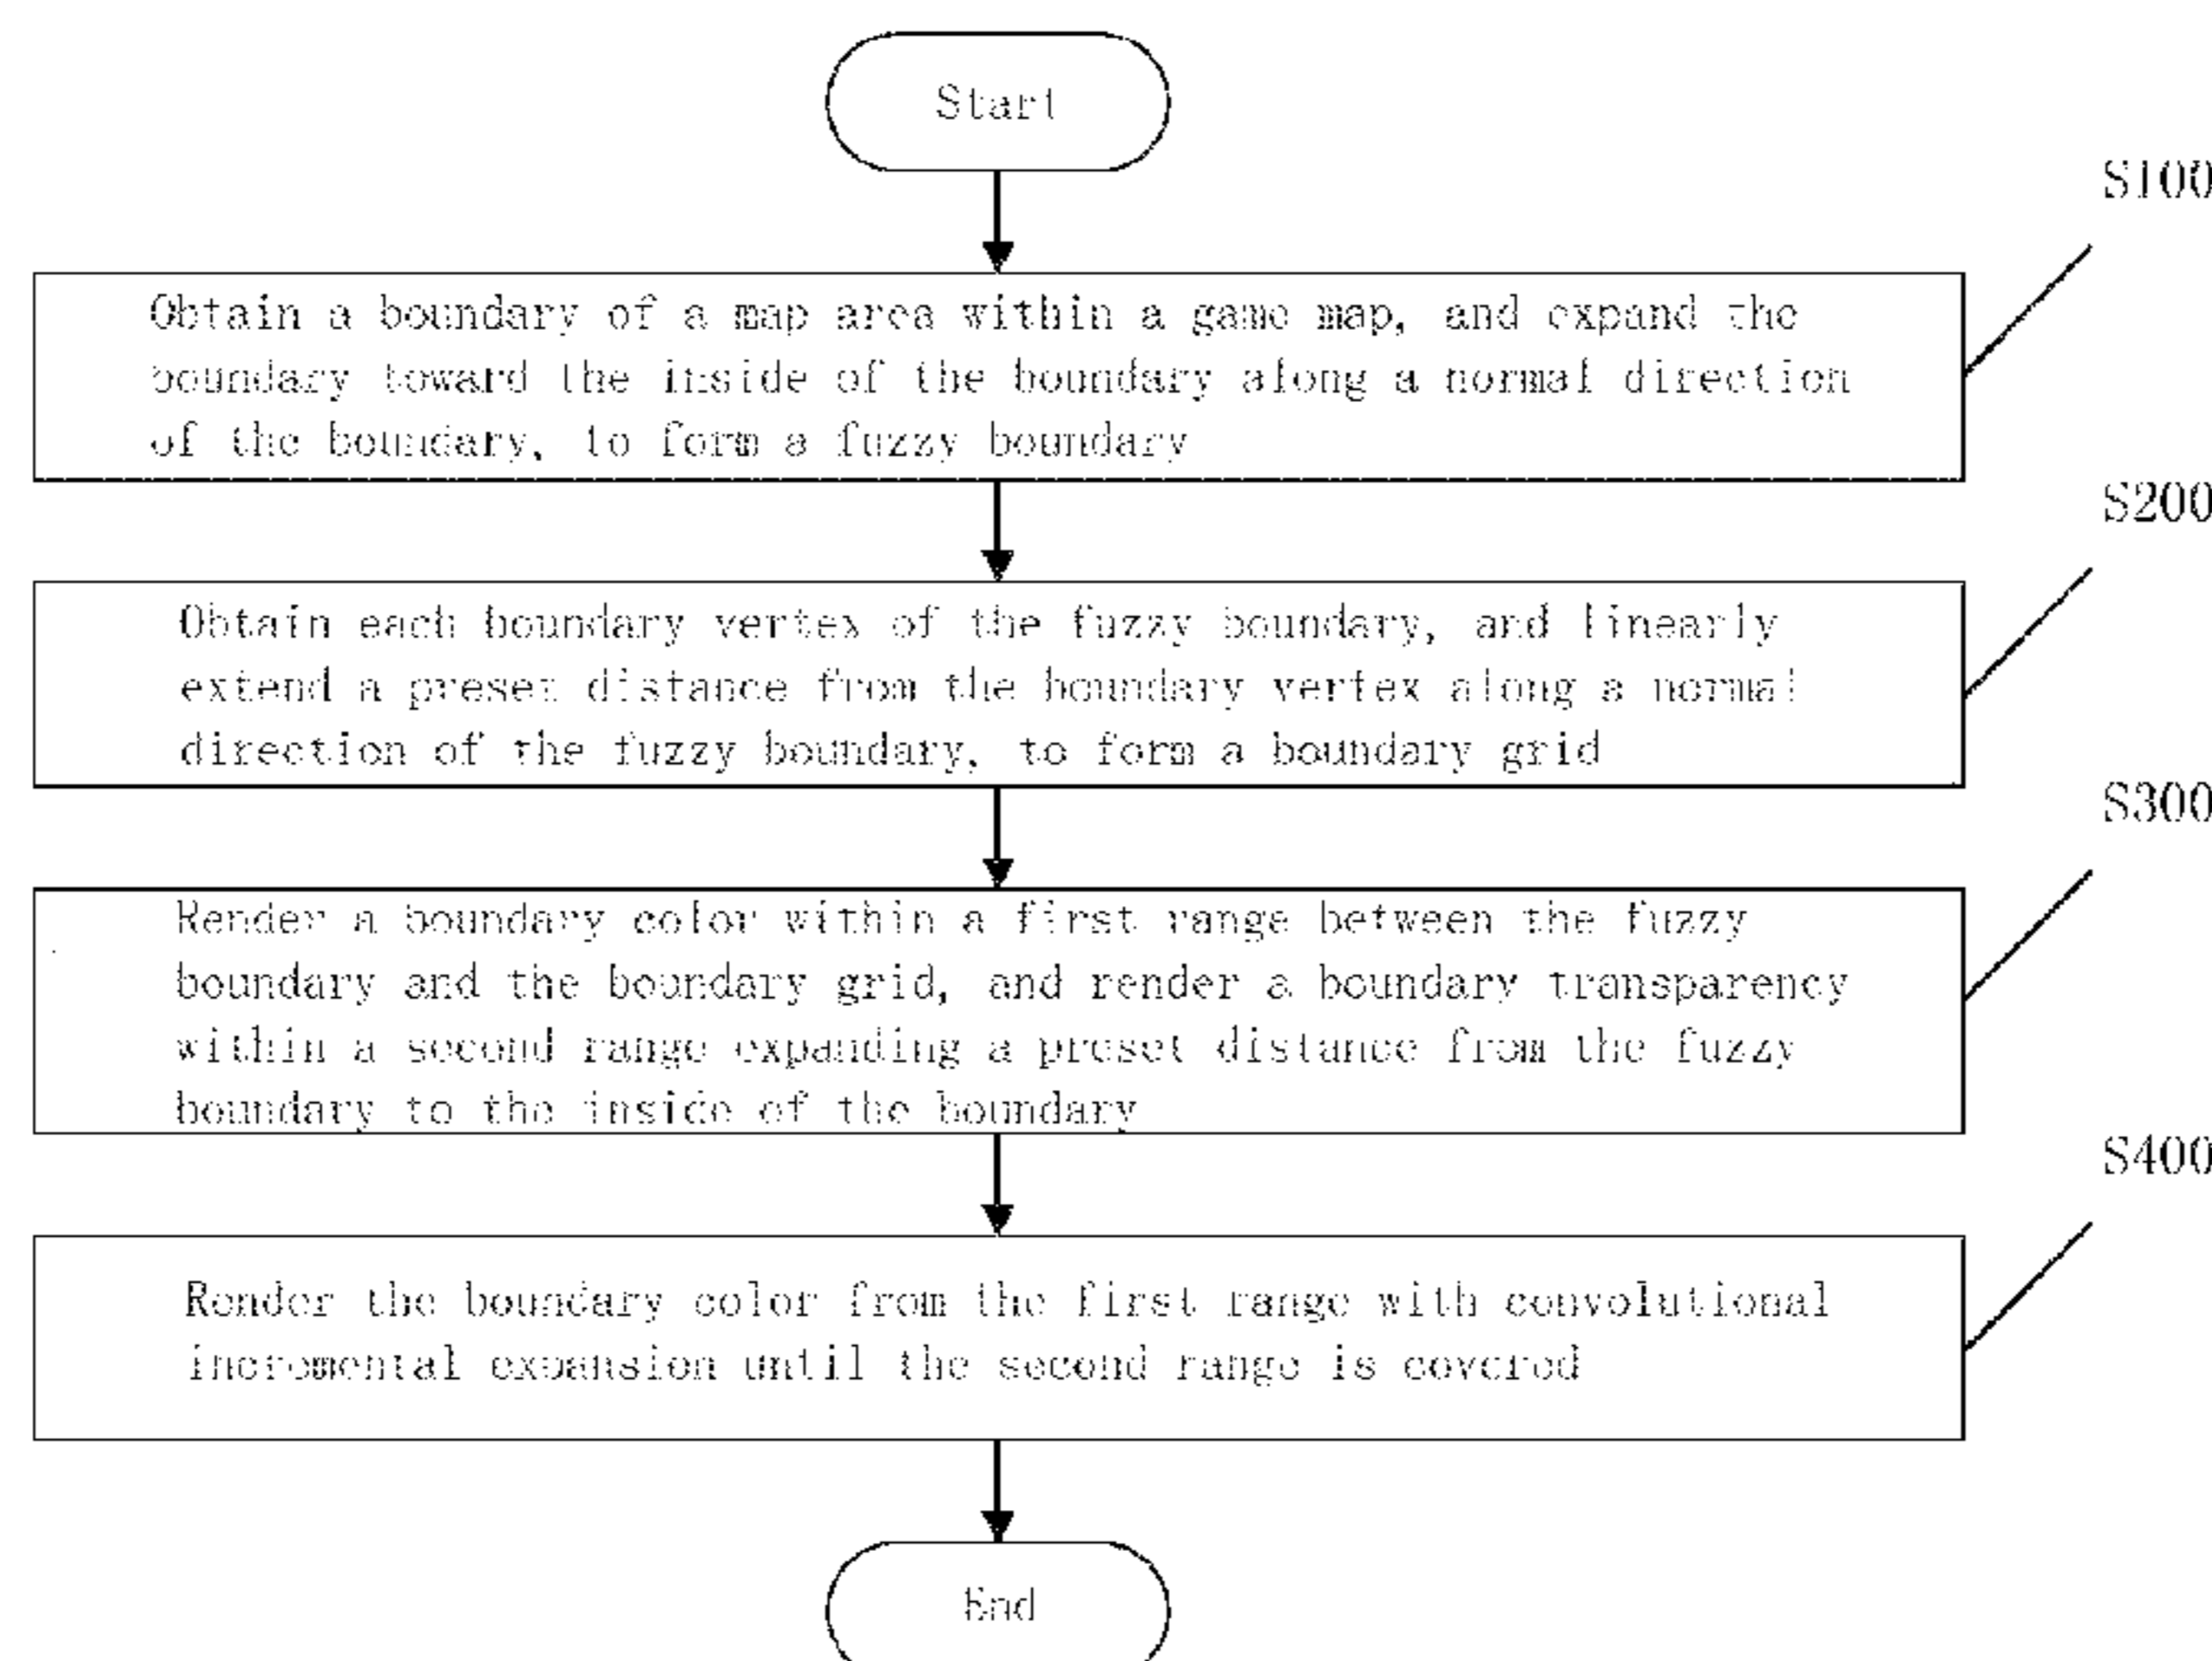 Start
S100
Obtain a boundary of a map area within a game map, and expand the
boundary toward the inside of the boundary along a normal direction
of the boundary, to form a fuzzy boundary
S200
Obtain each boundary vertex of the fuzzy boundary, and linearly
extend a preset distance from the boundary vertex along a normal
direction of the fuzzy boundary, to form a boundary grid
S300
Render a boundary color within a first range between the fuzzy
boundary and the boundary grid, and render a boundary transparency
within a second range expanding a preset distance from the fuzzy
boundary to the inside of the boundary
S400
Render the boundary color from the first range with convolutional
incremental expansion until the second range is covered
End